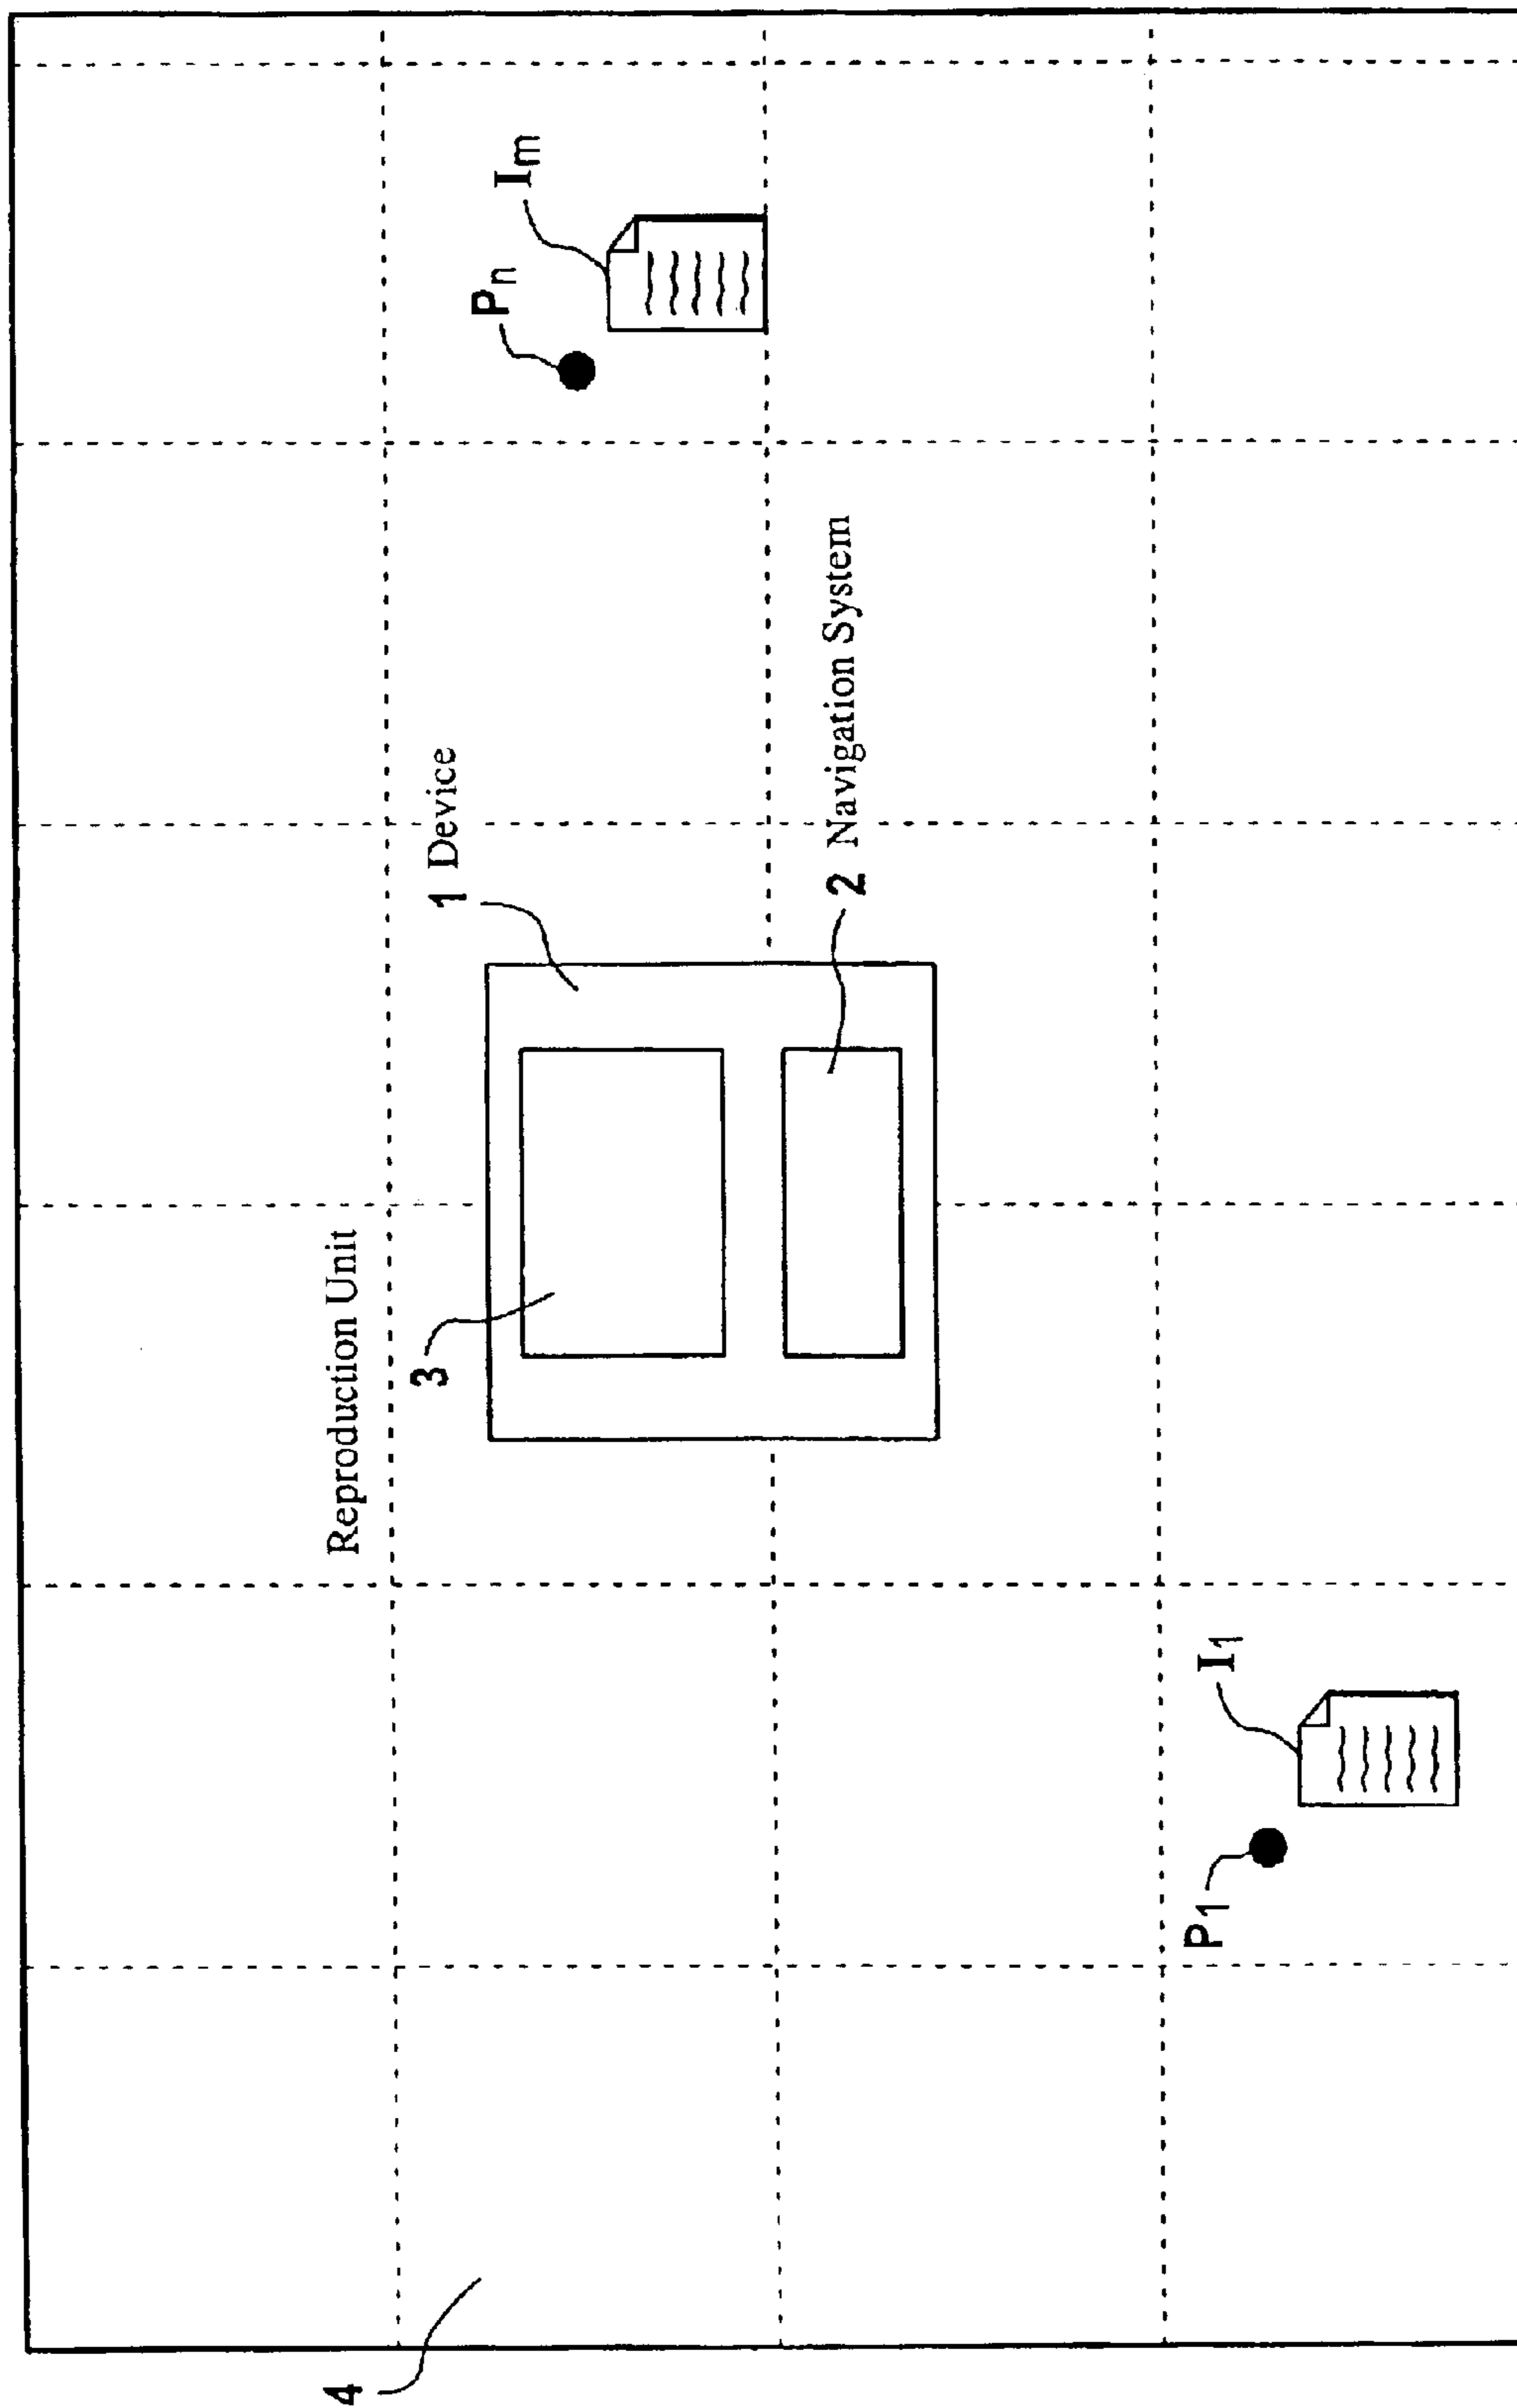 4
Reproduction Unit
3
1 Device
2 Navigation System
Pn
Im
P1
I1